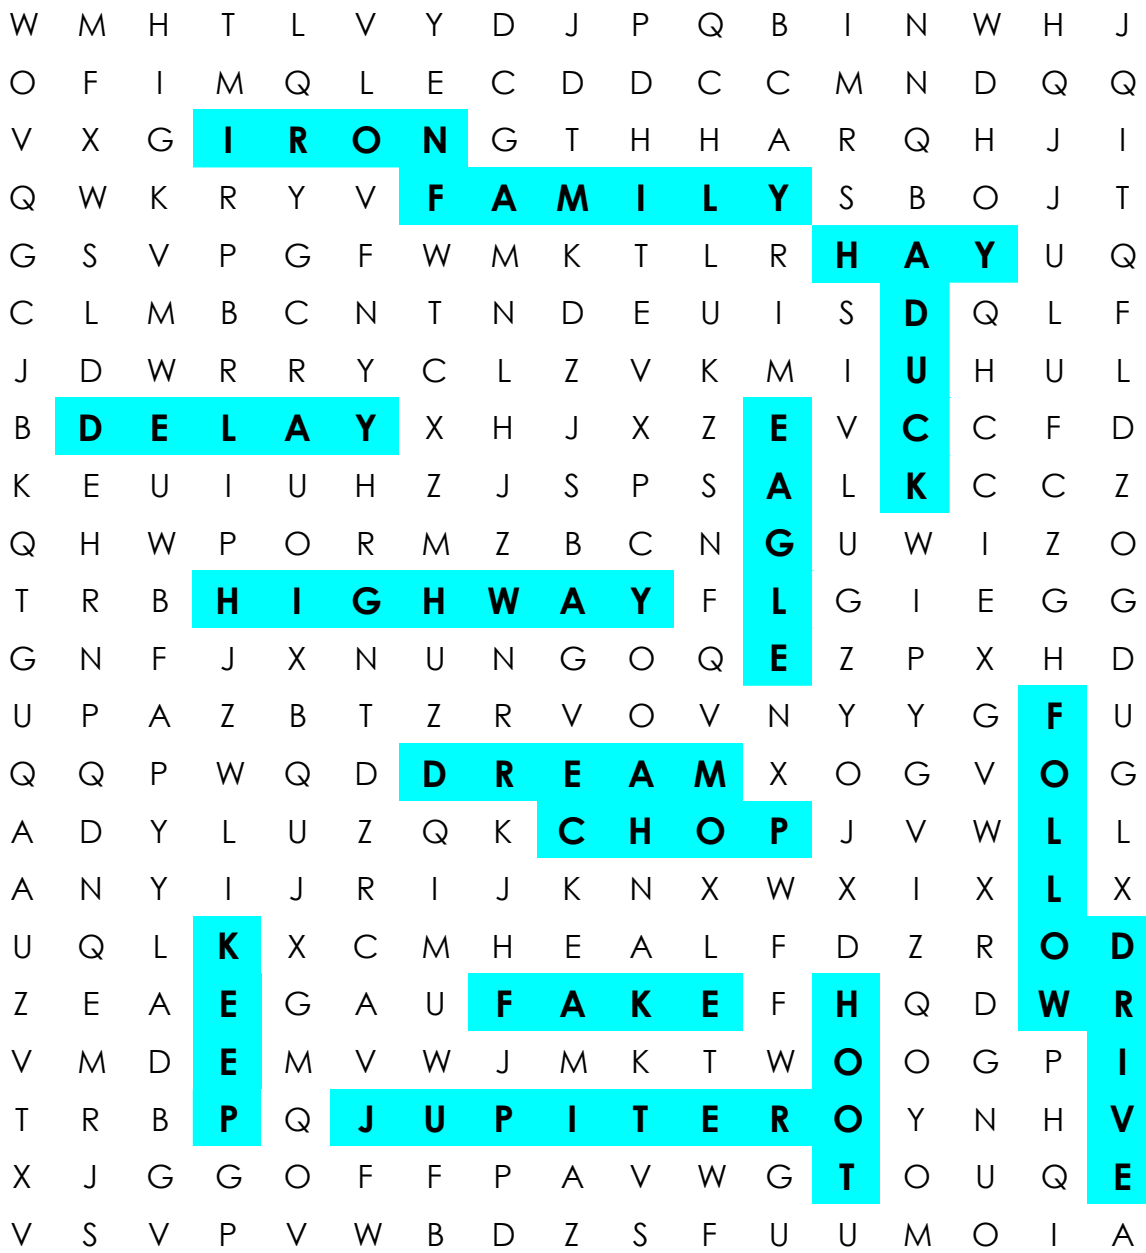 W M H T L V Y D J P Q B I N W H J
O F I M Q L E C D D C C M N D Q Q
V X G I R O N G T H H A R Q H J I
Q W K R Y V F A M I L Y S B O J T
G S V P G F W M K T L R H A Y U Q
C L M B C N T N D E U I S D Q L F
J D W R R Y C L Z V K M I U H U L
B D E L A Y X H J X Z E V C C F D
K E U I U H Z J S P S A L K C C Z
Q H W P O R M Z B C N G U W I Z O
T R B H I G H W A Y F L G I E G G
G N F J X N U N G O Q E Z P X H D
U P A Z B T Z R V O V N Y Y G F U
Q Q P W Q D D R E A M X O G V O G
A D Y L U Z Q K C H O P J V W L L
A N Y I J R I J K N X W X I X L X
U Q L K X C M H E A L F D Z R O D
Z E A E G A U F A K E F H Q D W R
V M D E M V W J M K T W O O G P I
T R B P Q J U P I T E R O Y N H V
X J G G O F F P A V W G T O U Q E
V S V P V W B D Z S F U U M O I A